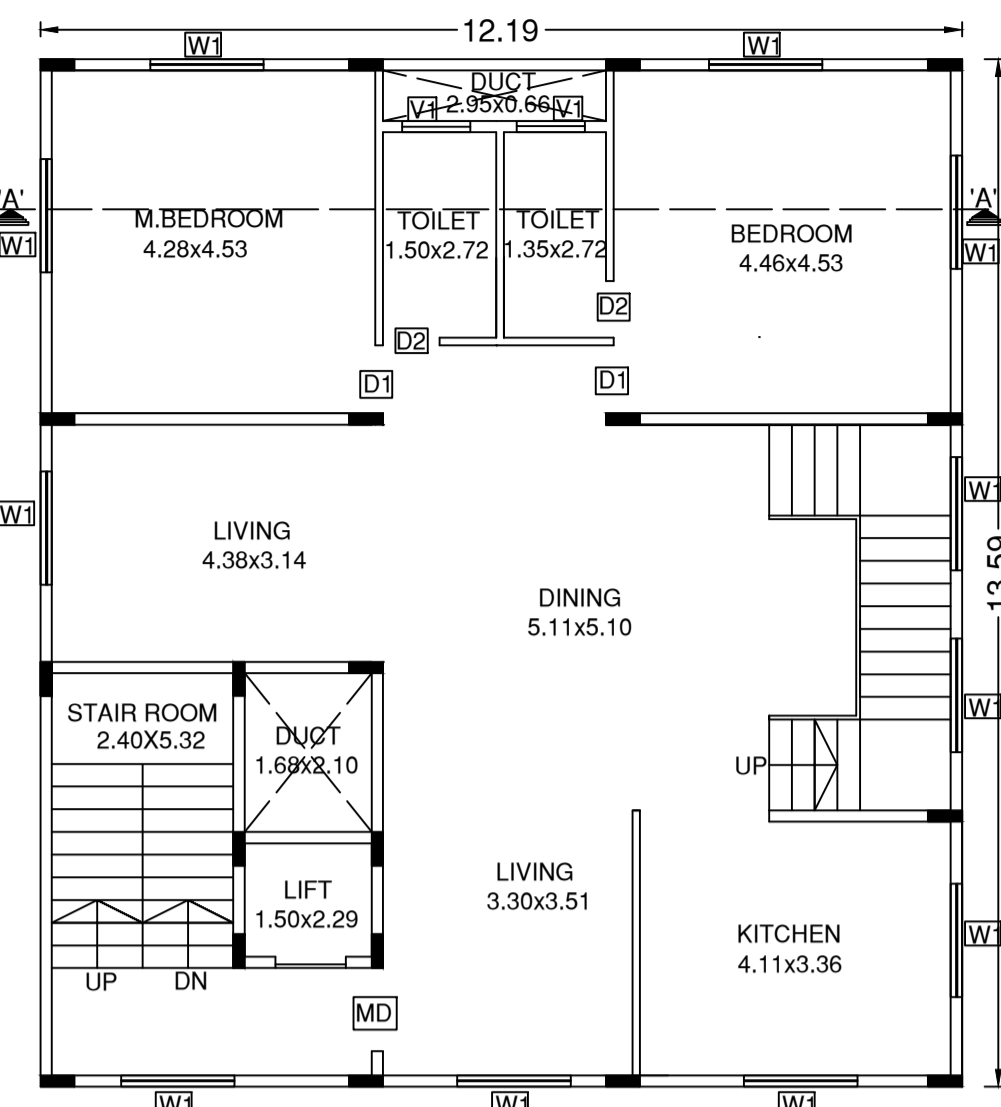 12.19
W1
W1
DUCT
2.95x0.66
V1
V1
'A'
'A'
M.BEDROOM
4.28x4.53
TOILET
1.50x2.72
TOILET
1.35x2.72
BEDROOM
4.46x4.53
W1
W1
D2
D2
D1
D1
W1
W1
LIVING
4.38x3.14
DINING
5.11x5.10
13.59
STAIR ROOM
2.40X5.32
DUCT
1.68x2.10
W1
UP
LIFT
1.50x2.29
LIVING
3.30x3.51
KITCHEN
4.11x3.36
W1
UP
DN
MD
W1
W1
W1